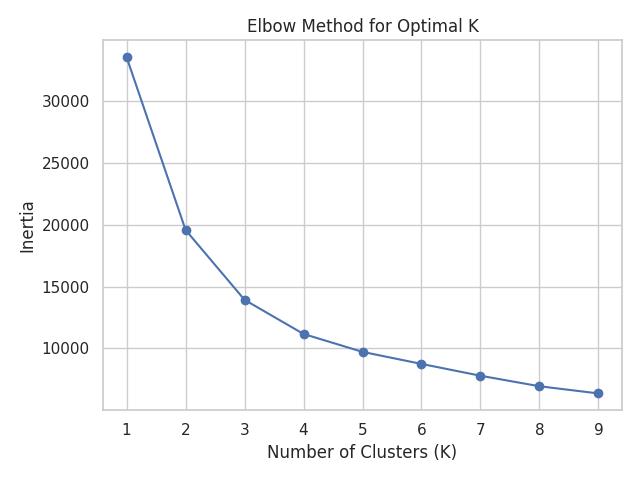 Elbow Method for Optimal K
Inertia
30000
25000
20000
15000
10000
1 2 3 4 5 6 7 8 9
Number of Clusters (K)